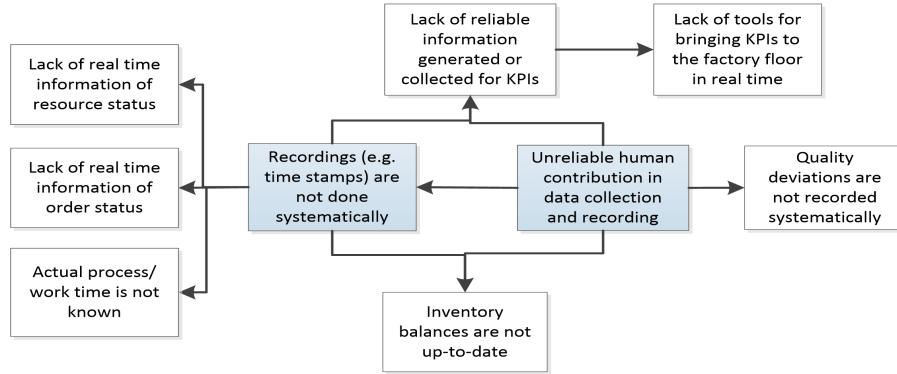 Lack of reliable
information
generated or
collected for KPIs
Lack of tools for
bringing KPIs to
the factory floor
in real time
Lack of real time
information of
resource status
Recordings (e.g.
time stamps) are
not done
systematically
Unreliable human
contribution in
data collection
and recording
Quality
deviations are
not recorded
systematically
Lack of real time
information of
order status
Actual process/
work time is not
known
Inventory
balances are not
up-to-date